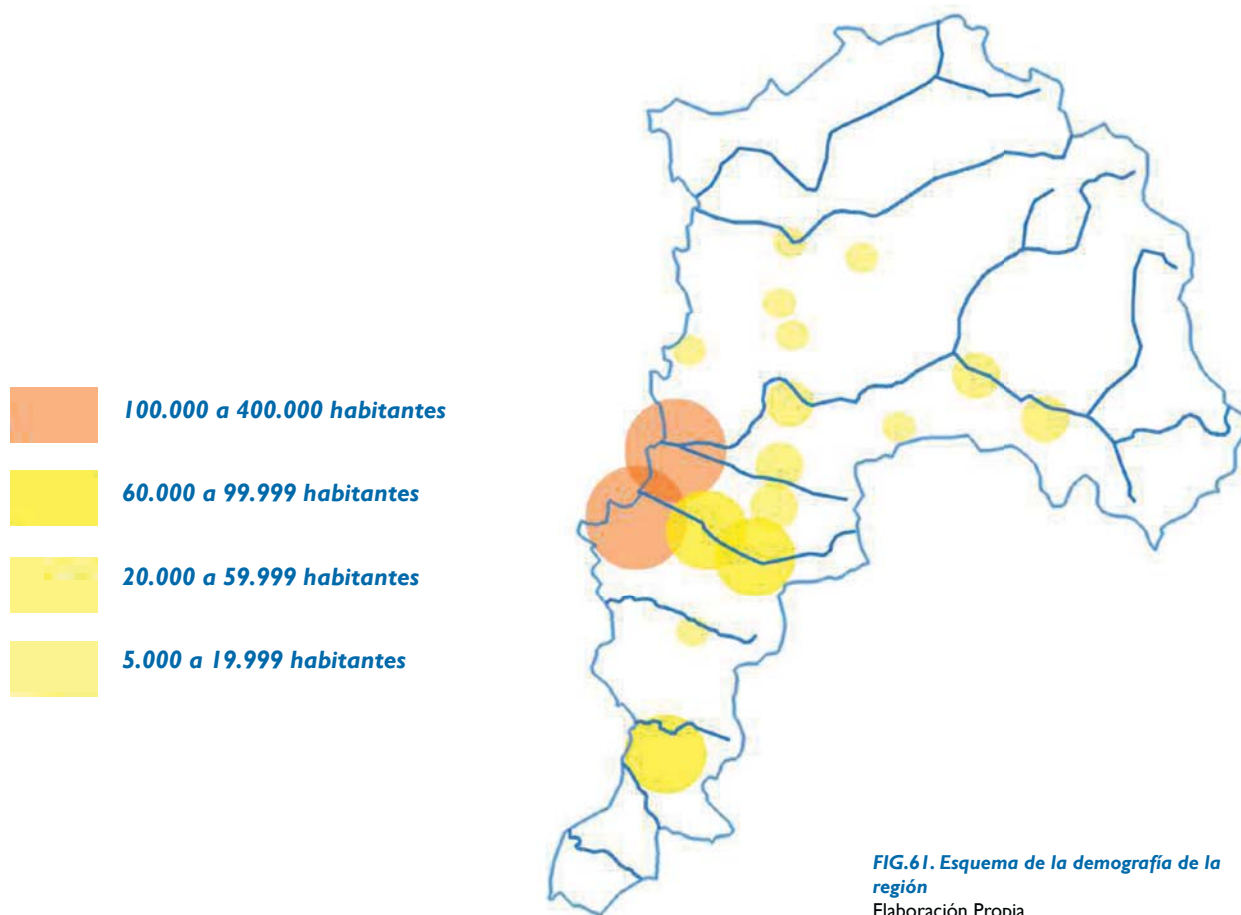 100.000 a 400.000 habitantes
60.000 a 99.999 habitantes
20.000 a 59.999 habitantes
5.000 a 19.999 habitantes
FIG.61. Esquema de la demografía de la
región
Elaboración Propia